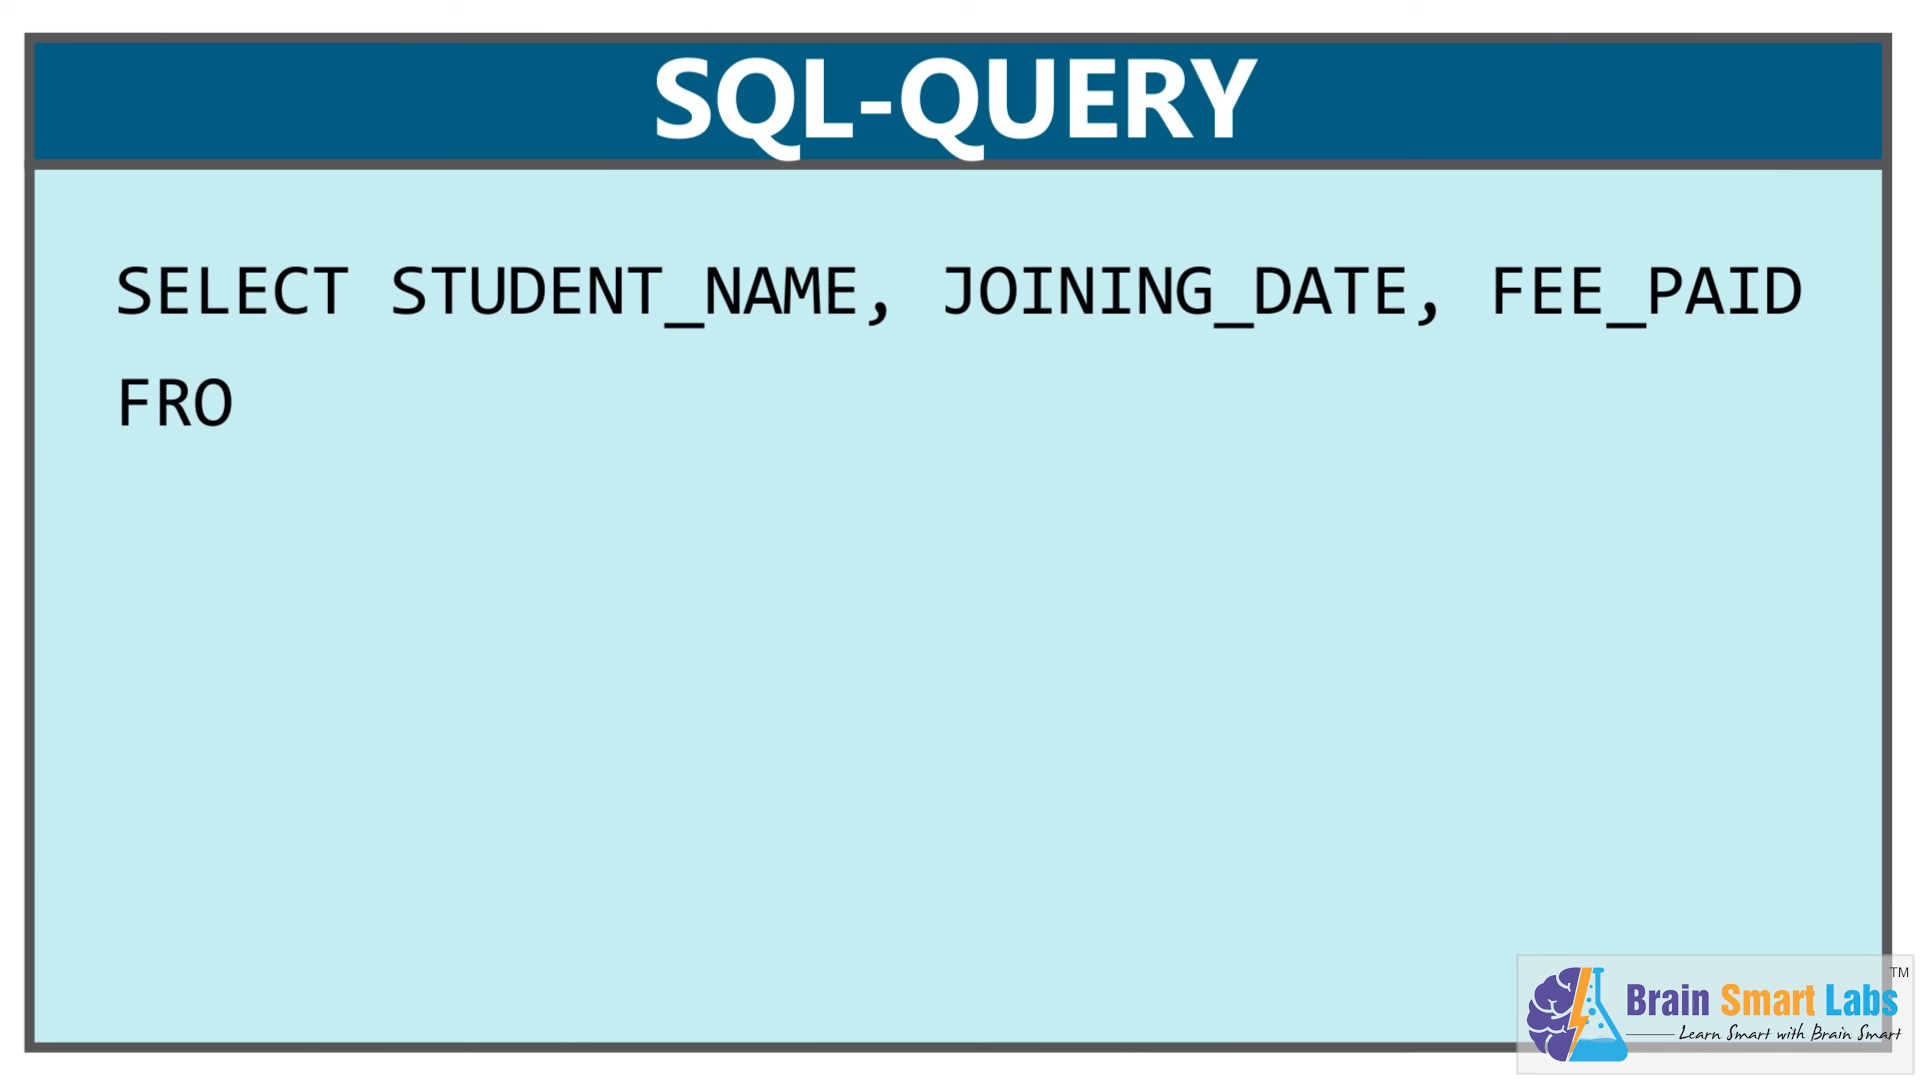 SQL-QUERY
SELECT STUDENT_NAME, JOINING_DATE, FEE_PAID
FRO
Brain Smart Labs TM
Learn Smart with Brain Smart